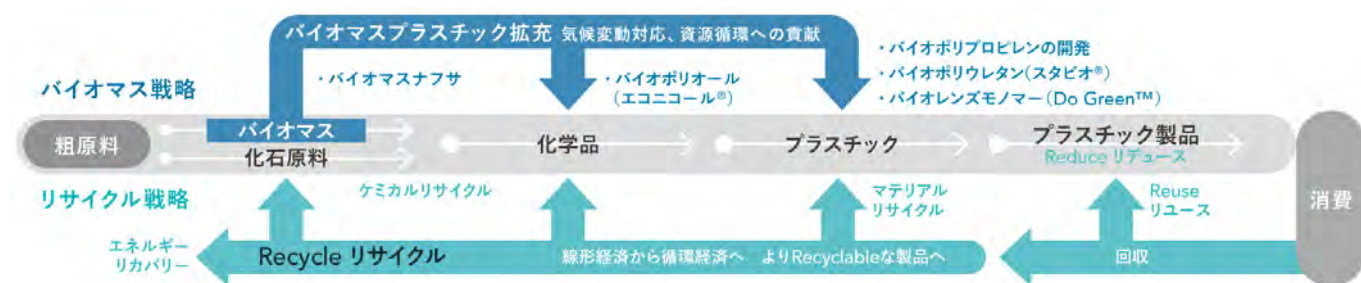 バイオマスプラスチック拡充 気候変動対応、資源循環への貢献
・バイオマスナフサ
・バイオポリオール
(エコニコール®)
・バイオポリプロピレンの開発
・バイオポリウレタン(スタビオ®)
・バイオレンズモノマー(Do Green™)
バイオマス戦略
粗原料
バイオマス
化石原料
化学品
プラスチック
プラスチック製品
Reduce リデュース
消費
リサイクル戦略
ケミカルリサイクル
マテリアル
リサイクル
Reuse
リユース
エネルギー
リカバリー
Recycle リサイクル
線形経済から循環経済へ よりRecyclableな製品へ
回収